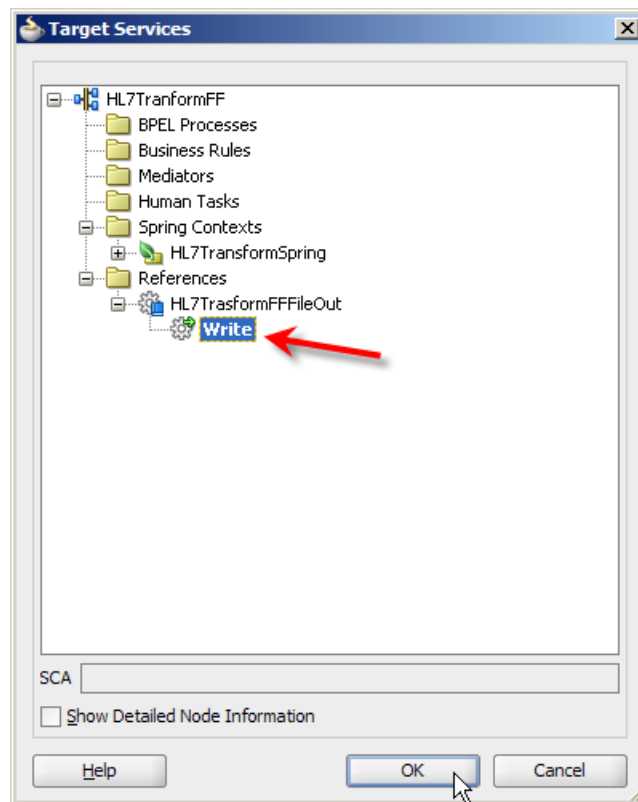 Target Services
HL7TranformFF
BPEL Processes
Business Rules
Mediators
Human Tasks
Spring Contexts
HL7TransformSpring
References
HL7TrasformFFFileOut
Write
SCA
Show Detailed Node Information
Help OK Cancel